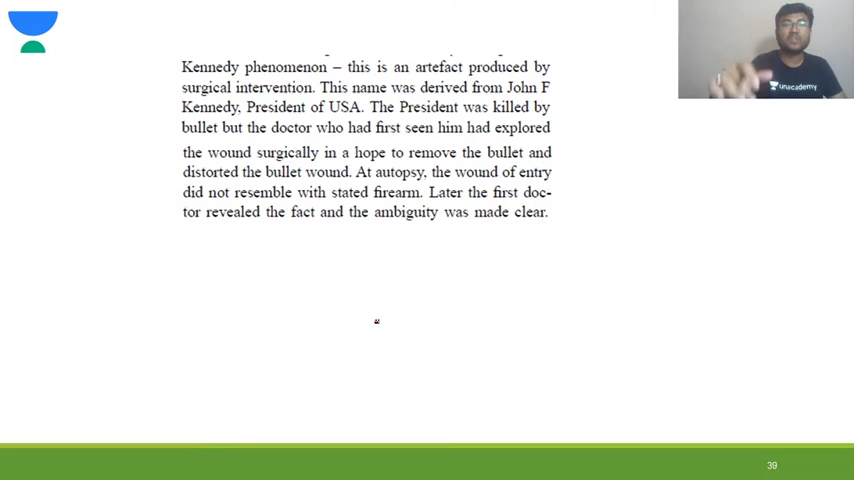 Kennedy phenomenon – this is an artefact produced by
surgical intervention. This name was derived from John F
Kennedy, President of USA. The President was killed by
bullet but the doctor who had first seen him had explored
the wound surgically in a hope to remove the bullet and
distorted the bullet wound. At autopsy, the wound of entry
did not resemble with stated firearm. Later the first doc-
tor revealed the fact and the ambiguity was made clear.
unacademy
39